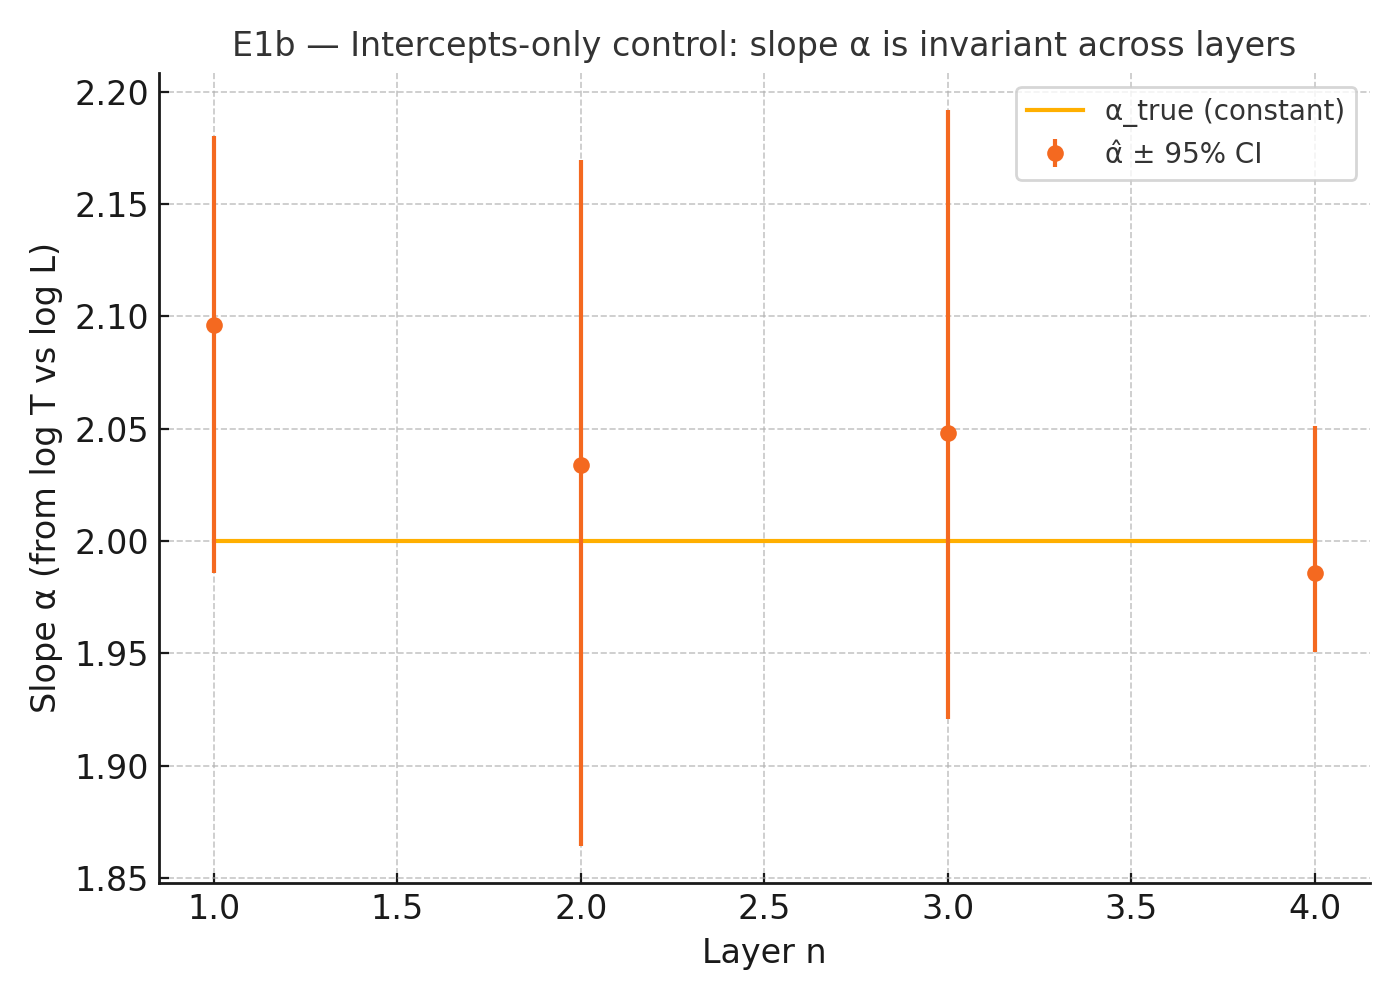 E1b — Intercepts-only control: slope α is invariant across layers
α_true (constant)
α̂ ± 95% CI
Slope α (from log T vs log L)
2.20
2.15
2.10
2.05
2.00
1.95
1.90
1.85
1.0 1.5 2.0 2.5 3.0 3.5 4.0
Layer n